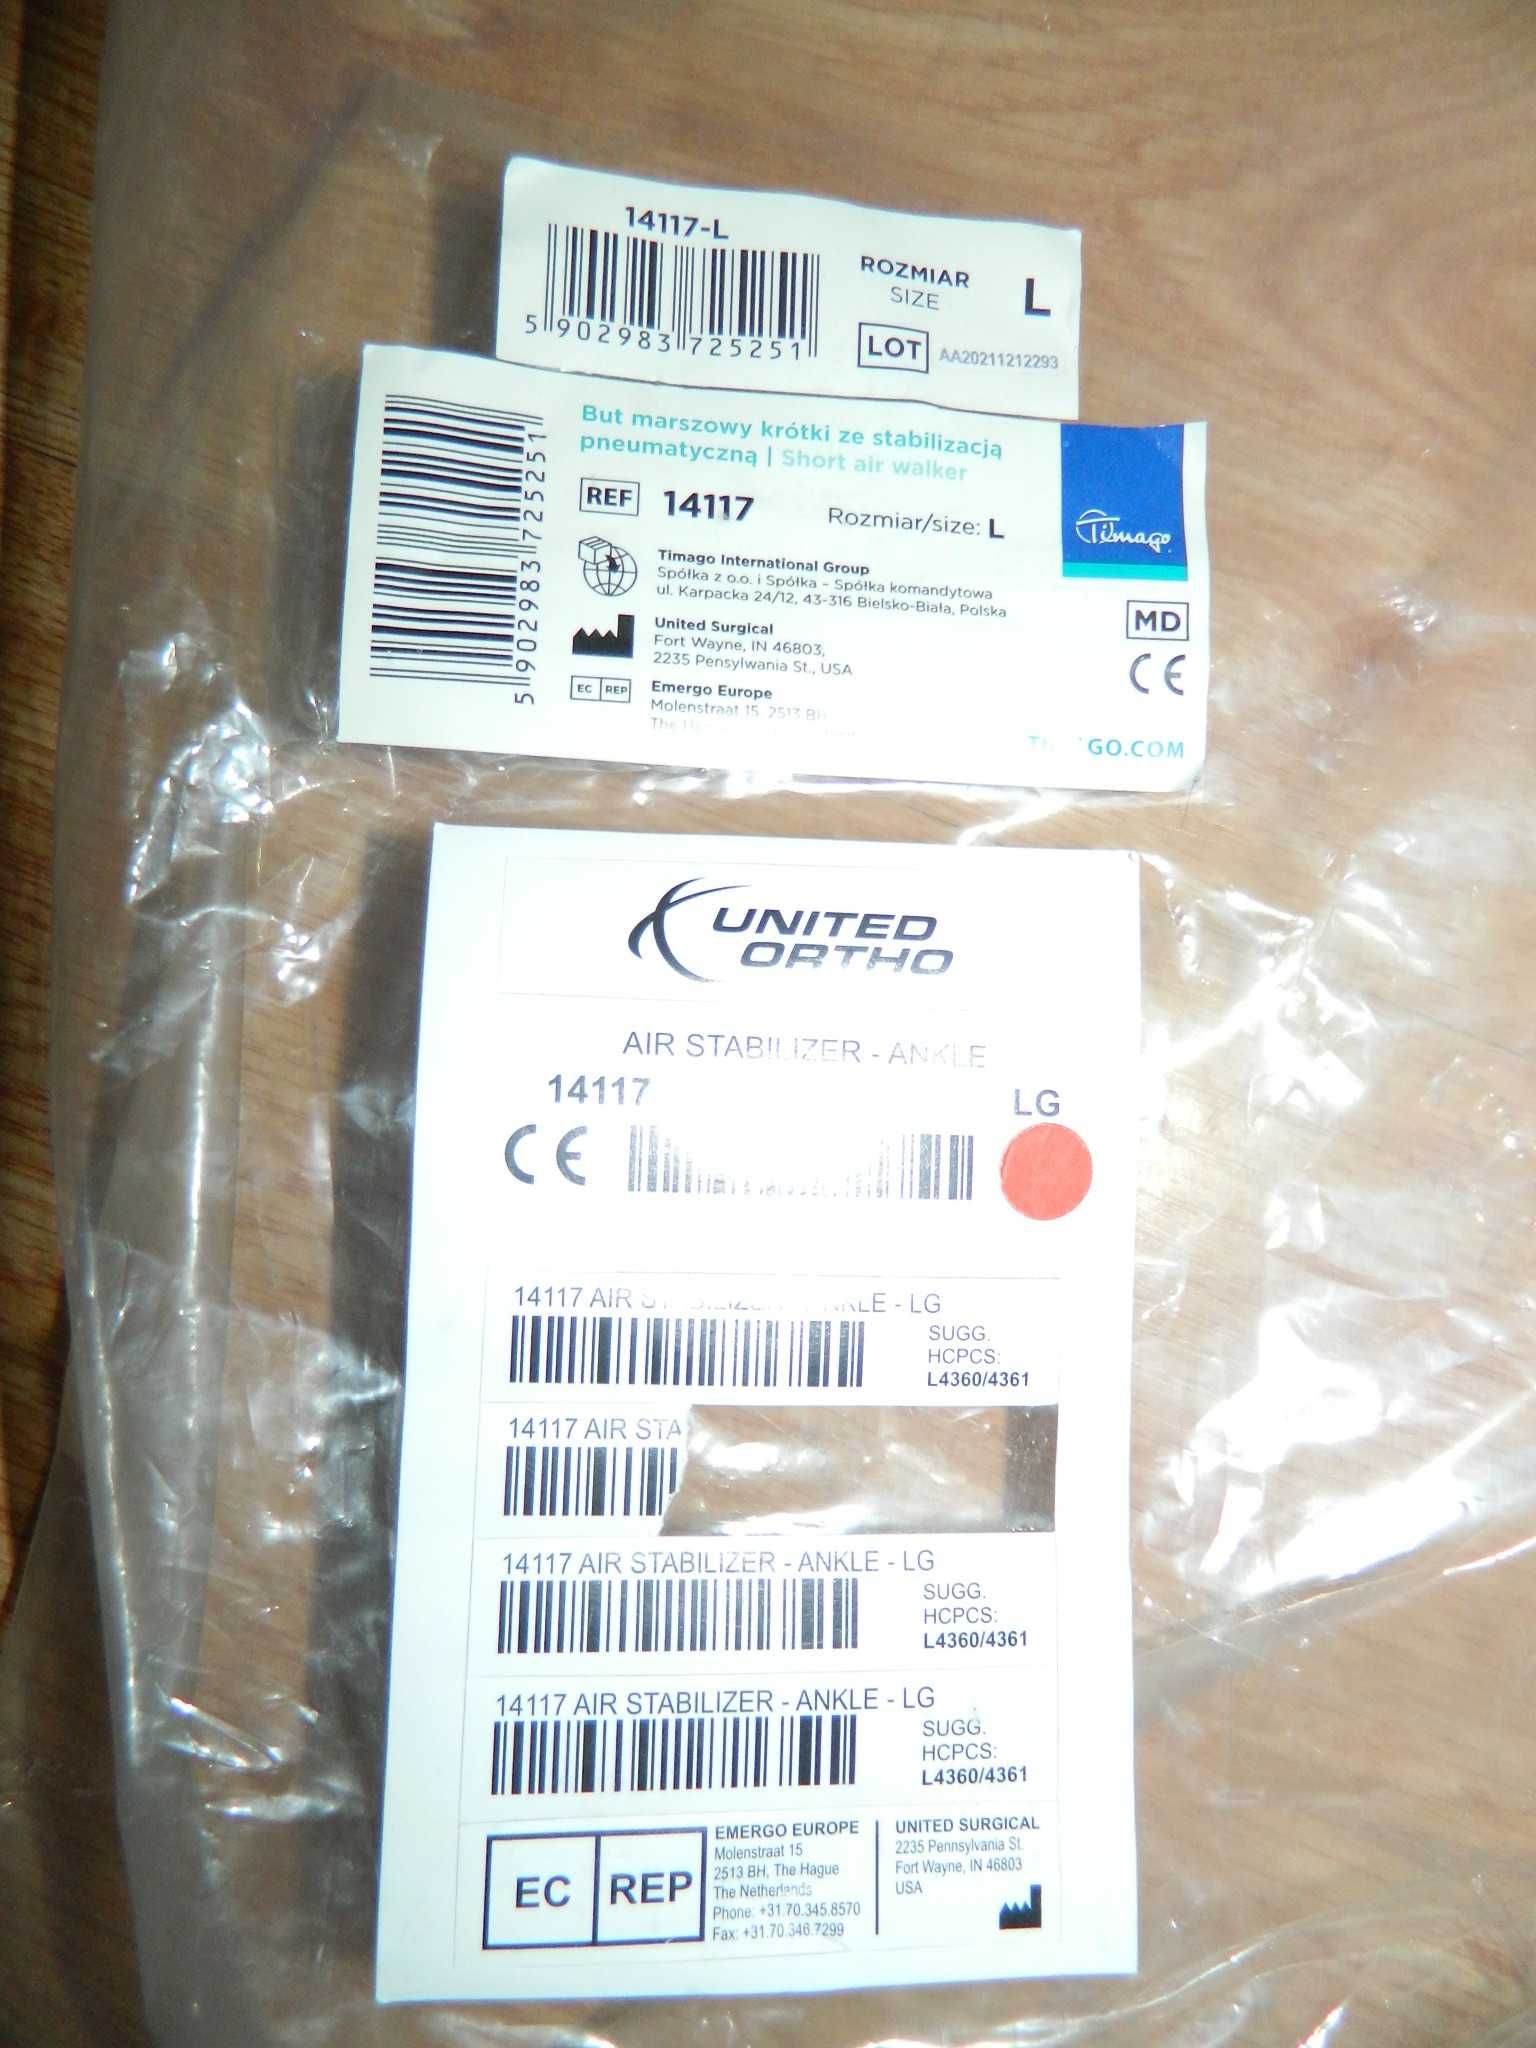 14117-L
ROZMIAR
SIZE
L
5 902983 725251
LOT AA20211212293
5 902983 725251
But marszowy krótki ze stabilizacją
pneumatyczną | Short air walker
REF 14117 Rozmiar/size: L
Timago
Timago International Group
Spółka z o.o. i Spółka – Spółka komandytowa
ul. Karpacka 24/12, 43-316 Bielsko-Biała, Polska
MD
United Surgical
Fort Wayne, IN 46803,
2235 Pensylwania St., USA
CE
EC REP
Emergo Europe
Molenstraat 15, 2513 BH
The
GO.COM
UNITED
ORTHO
AIR STABILIZER - ANKLE
14117
LG
CE
14117 AIR STABILIZER - ANKLE - LG
SUGG.
HCPCS:
L4360/4361
14117 AIR STA
14117 AIR STABILIZER - ANKLE - LG
SUGG.
HCPCS:
L4360/4361
14117 AIR STABILIZER - ANKLE - LG
SUGG.
HCPCS:
L4360/4361
EC REP
EMERGO EUROPE
Molenstraat 15
2513 BH, The Hague
The Netherlands
Phone: +31.70.345.8570
Fax: +31.70.346.7299
UNITED SURGICAL
2235 Pennsylvania St.
Fort Wayne, IN 46803
USA